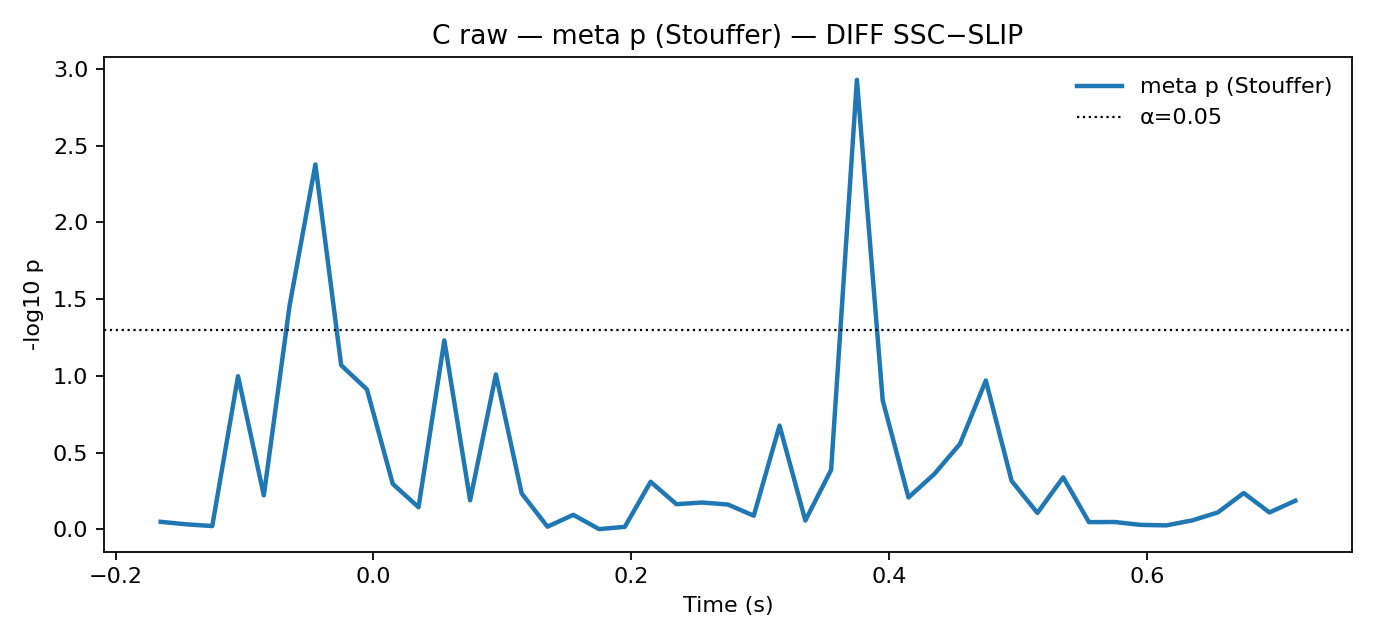 C raw — meta p (Stouffer) — DIFF SSC−SLIP
3.0
2.5
2.0
1.5
1.0
0.5
0.0
-log10 p
meta p (Stouffer)
α=0.05
−0.2
0.0
0.2
0.4
0.6
Time (s)